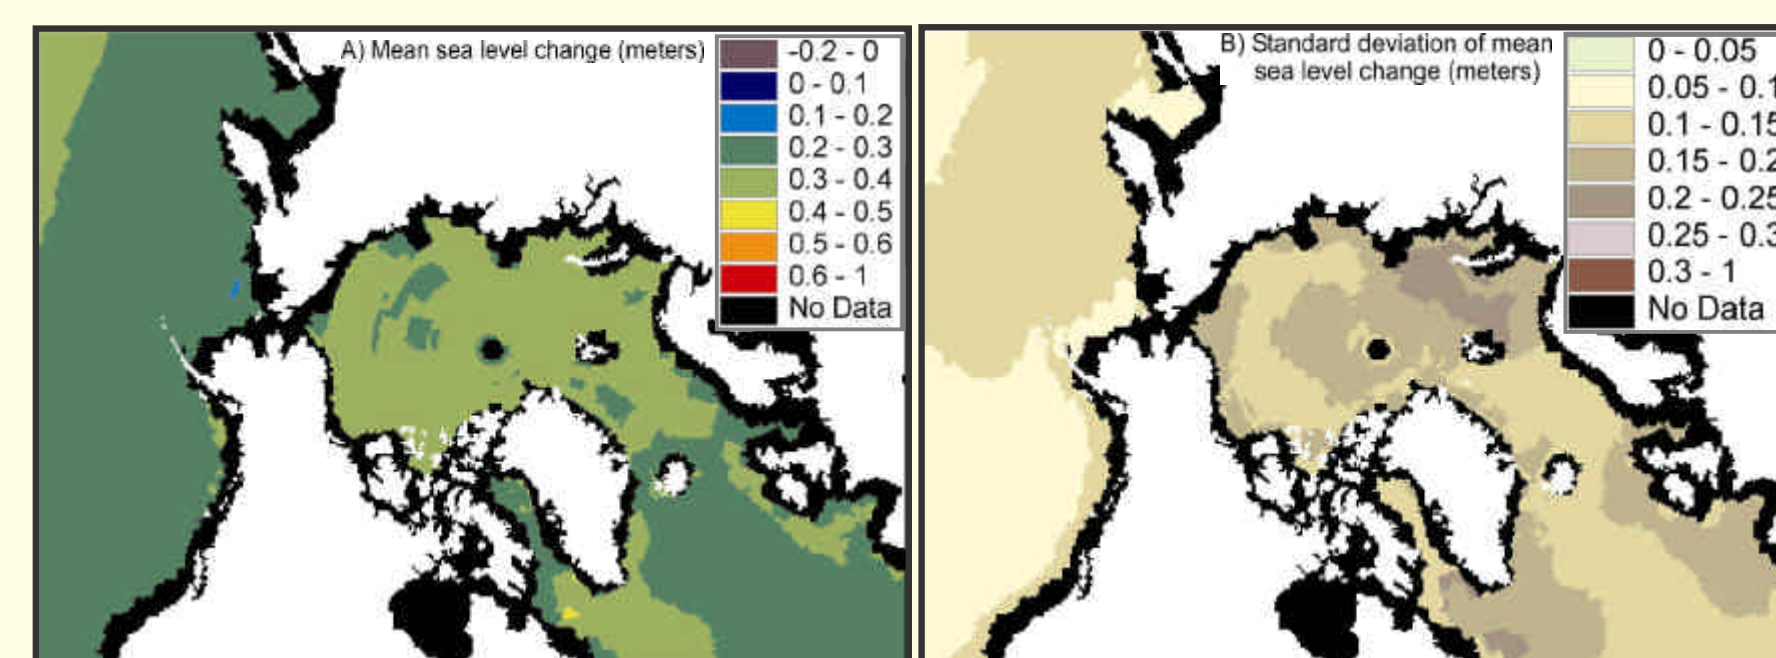 A) Mean sea level change (meters)
-0.2 - 0
0 - 0.1
0.1 - 0.2
0.2 - 0.3
0.3 - 0.4
0.4 - 0.5
0.5 - 0.6
0.6 - 1
No Data
B) Standard deviation of mean
sea level change (meters)
0 - 0.05
0.05 - 0.1
0.1 - 0.15
0.15 - 0.2
0.2 - 0.25
0.25 - 0.3
0.3 - 1
No Data